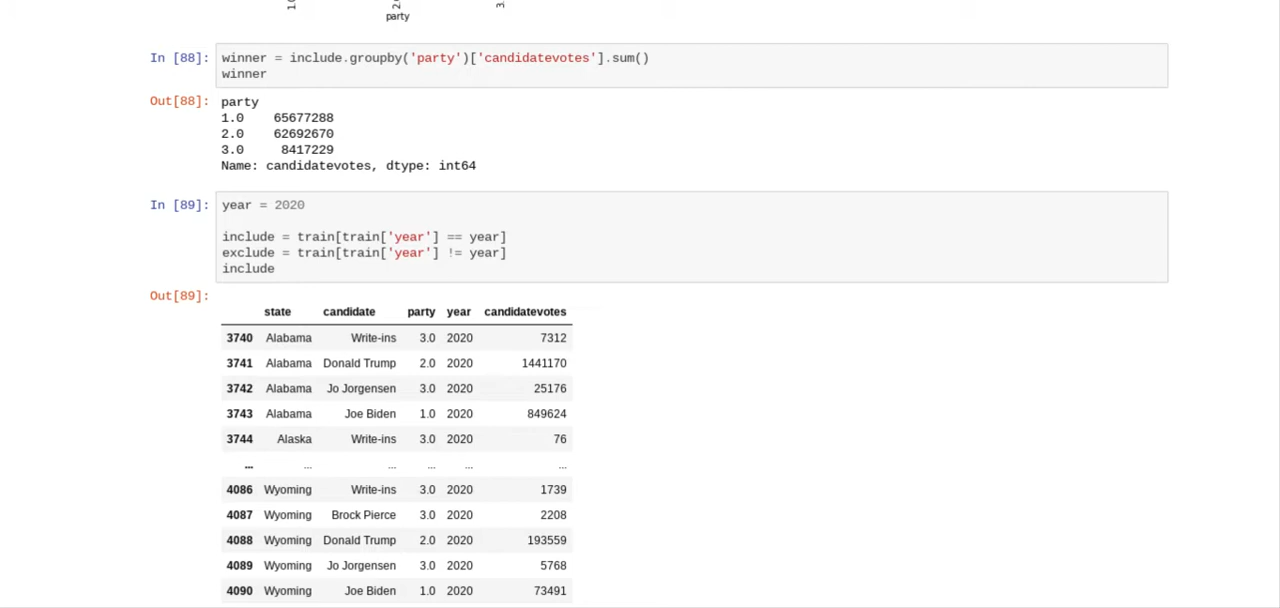 1.0
2.0
3.
party
In [88]: winner = include.groupby('party')['candidatevotes'].sum()
winner
Out[88]: party
1.0 65677288
2.0 62692670
3.0 8417229
Name: candidatevotes, dtype: int64
In [89]: year = 2020
include = train[train['year'] == year]
exclude = train[train['year'] != year]
include
Out[89]:
state candidate party year candidatevotes
3740 Alabama Write-ins 3.0 2020 7312
3741 Alabama Donald Trump 2.0 2020 1441170
3742 Alabama Jo Jorgensen 3.0 2020 25176
3743 Alabama Joe Biden 1.0 2020 849624
3744 Alaska Write-ins 3.0 2020 76
... ... ... ... ... ...
4086 Wyoming Write-ins 3.0 2020 1739
4087 Wyoming Brock Pierce 3.0 2020 2208
4088 Wyoming Donald Trump 2.0 2020 193559
4089 Wyoming Jo Jorgensen 3.0 2020 5768
4090 Wyoming Joe Biden 1.0 2020 73491